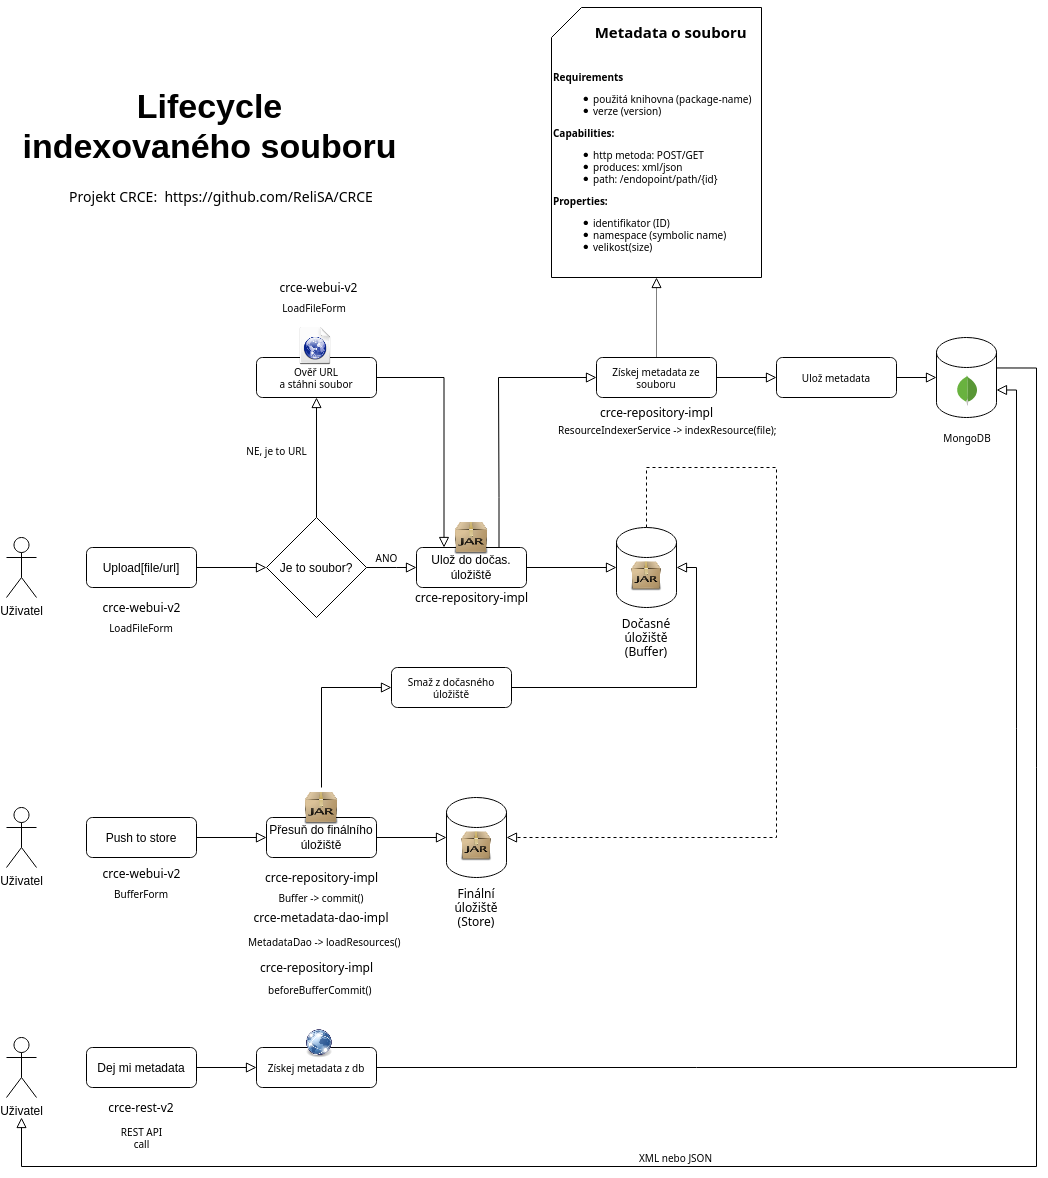 Metadata o souboru
Requirements
použitá knihovna (package-name)
verze (version)
Capabilities:
http metoda: POST/GET
produces: xml/json
path: /endopoint/path/{id}
Properties:
identifikator (ID)
namespace (symbolic name)
velikost(size)
Lifecycle
indexovaného souboru
Projekt CRCE: https://github.com/ReliSA/CRCE
crce-webui-v2
LoadFileForm
Ověř URL
a stáhni soubor
Získej metadata ze
souboru
crce-repository-impl
ResourceIndexerService -> indexResource(file);
Ulož metadata
MongoDB
NE, je to URL
Uživatel
Upload[file/url]
crce-webui-v2
LoadFileForm
Je to soubor?
ANO
JAR
Ulož do dočas.
úložiště
crce-repository-impl
JAR
Dočasné
úložiště
(Buffer)
Smaž z dočasného
úložiště
Uživatel
Push to store
crce-webui-v2
BufferForm
JAR
Přesuň do finálního
úložiště
crce-repository-impl
Buffer -> commit()
crce-metadata-dao-impl
MetadataDao -> loadResources()
crce-repository-impl
beforeBufferCommit()
JAR
Finální
úložiště
(Store)
Uživatel
Dej mi metadata
crce-rest-v2
REST API
call
Získej metadata z db
XML nebo JSON